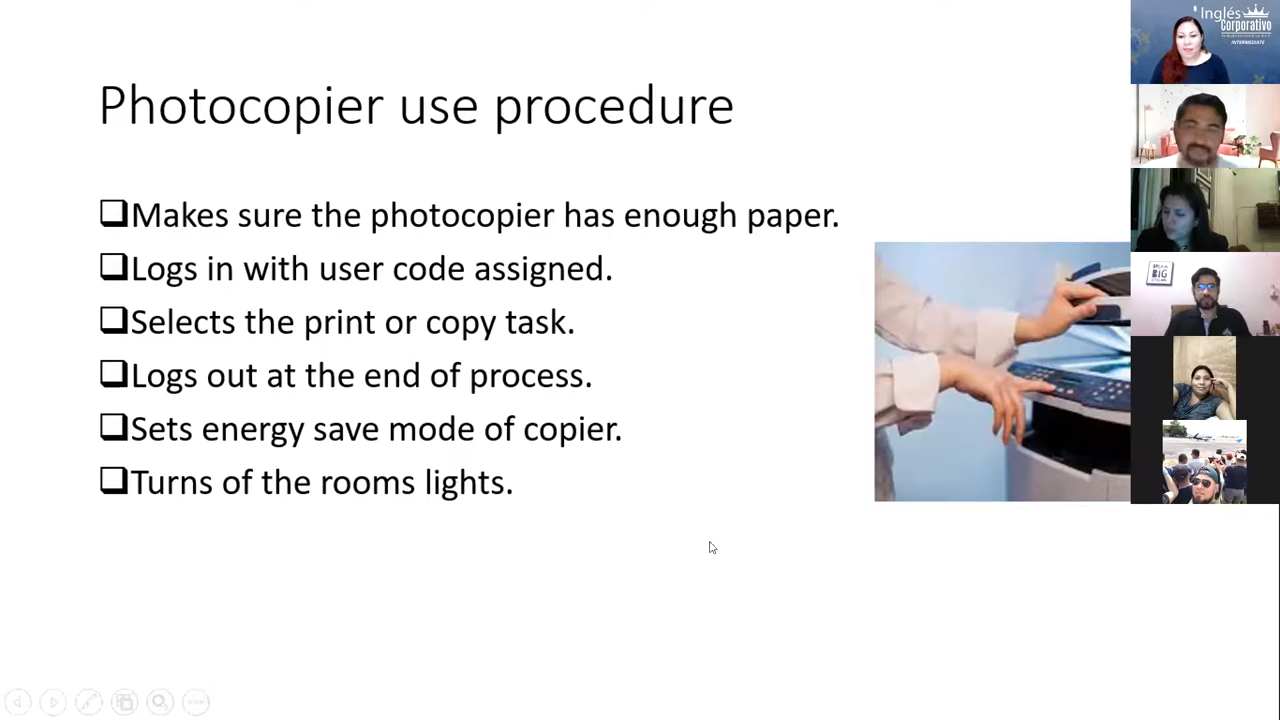 Photocopier use procedure
Makes sure the photocopier has enough paper.
Logs in with user code assigned.
Selects the print or copy task.
Logs out at the end of process.
Sets energy save mode of copier.
Turns of the rooms lights.
Inglés
Corporativo
INTERMEDIATE
BIG